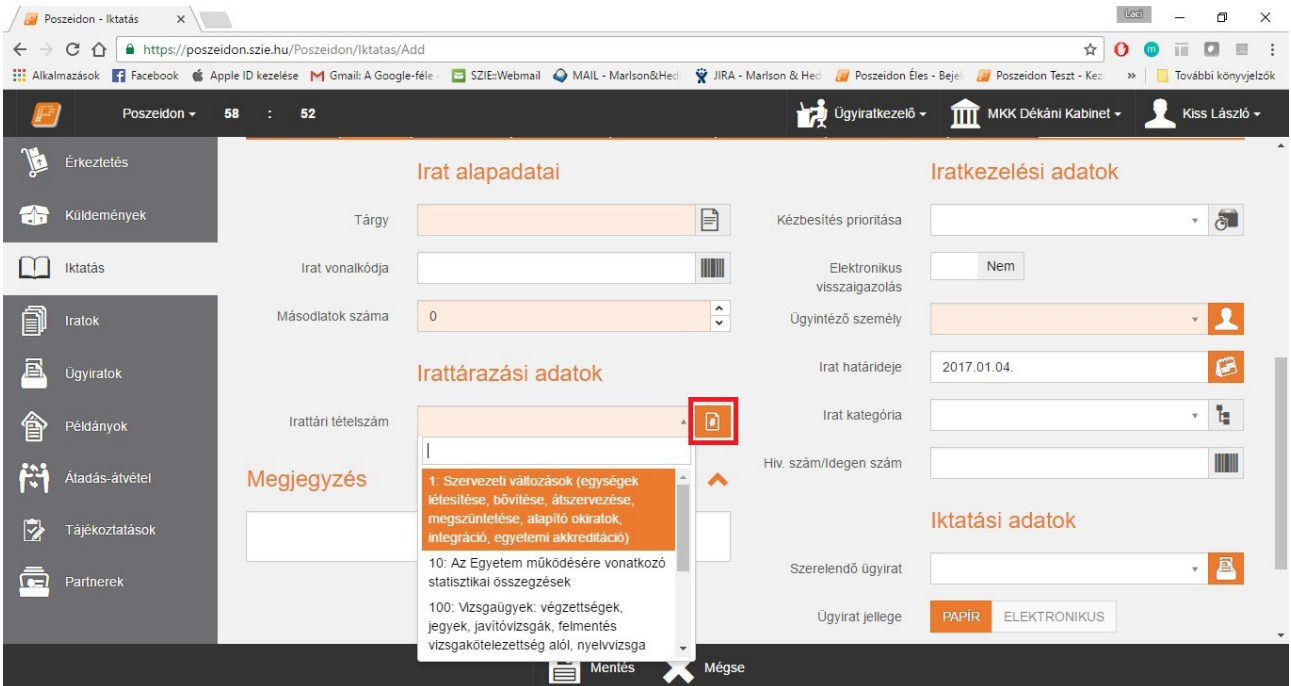 Poszeidon - Iktatás
Laci
https://poszeidon.szie.hu/Poszeidon/Iktatas/Add
Alkalmazások
Facebook
Apple ID kezelése
Gmail: A Google-féle
SZIE::Webmail
MAIL - Marlson&Hed
JIRA - Marlson & Hed
Poszeidon Éles - Beje
Poszeidon Teszt - Kez
»
További könyvjelzők
Poszeidon
58 : 52
Ügyiratkezelő
MKK Dékáni Kabinet
Kiss László
Érkeztetés
Küldemények
Iktatás
Iratok
Ügyiratok
Példányok
Átadás-átvétel
Tájékoztatások
Partnerek
Irat alapadatai
Tárgy
Irat vonalkódja
Másodlatok száma
0
Irattárazási adatok
Irattári tételszám
#
1: Szervezeti változások (egységek
létesítése, bővítése, átszervezése,
megszüntetése, alapító okiratok,
integráció, egyetemi akkreditáció)
10: Az Egyetem működésére vonatkozó
statisztikai összegzések
100: Vizsgaügyek: végzettségek,
jegyek, javítóvizsgák, felmentés
vizsgakötelezettség alól, nyelvvizsga
Megjegyzés
Iratkezelési adatok
Kézbesítés prioritása
Elektronikus
visszaigazolás
Nem
Ügyintéző személy
Irat határideje
2017.01.04.
Irat kategória
Hiv. szám/Idegen szám
Iktatási adatok
Szerelendő ügyirat
Ügyirat jellege
PAPÍR
ELEKTRONIKUS
Mentés
Mégse